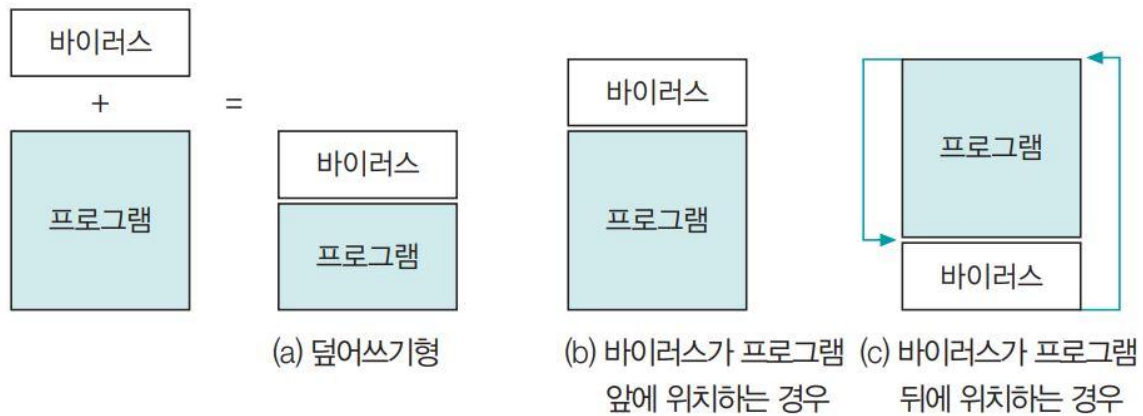 바이러스
+
=
프로그램
바이러스
프로그램
(a) 덮어쓰기형
바이러스
프로그램
(b) 바이러스가 프로그램
앞에 위치하는 경우
프로그램
바이러스
(c) 바이러스가 프로그램
뒤에 위치하는 경우